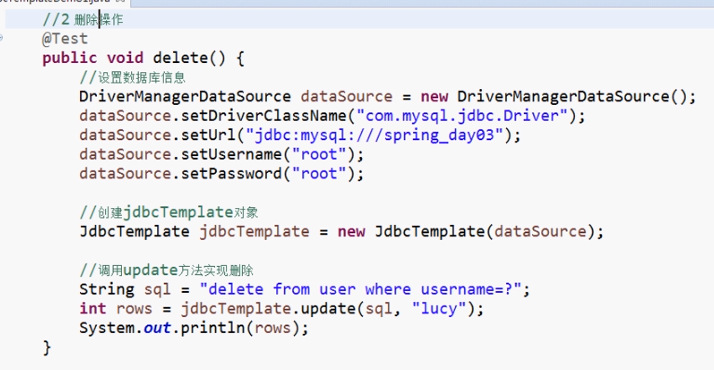 //2 删除操作
@Test
public void delete() {
//设置数据库信息
DriverManagerDataSource dataSource = new DriverManagerDataSource();
dataSource.setDriverClassName("com.mysql.jdbc.Driver");
dataSource.setUrl("jdbc:mysql:///spring_day03");
dataSource.setUsername("root");
dataSource.setPassword("root");
//创建jdbcTemplate对象
JdbcTemplate jdbcTemplate = new JdbcTemplate(dataSource);
//调用update方法实现删除
String sql = "delete from user where username=?";
int rows = jdbcTemplate.update(sql, "lucy");
System.out.println(rows);
}